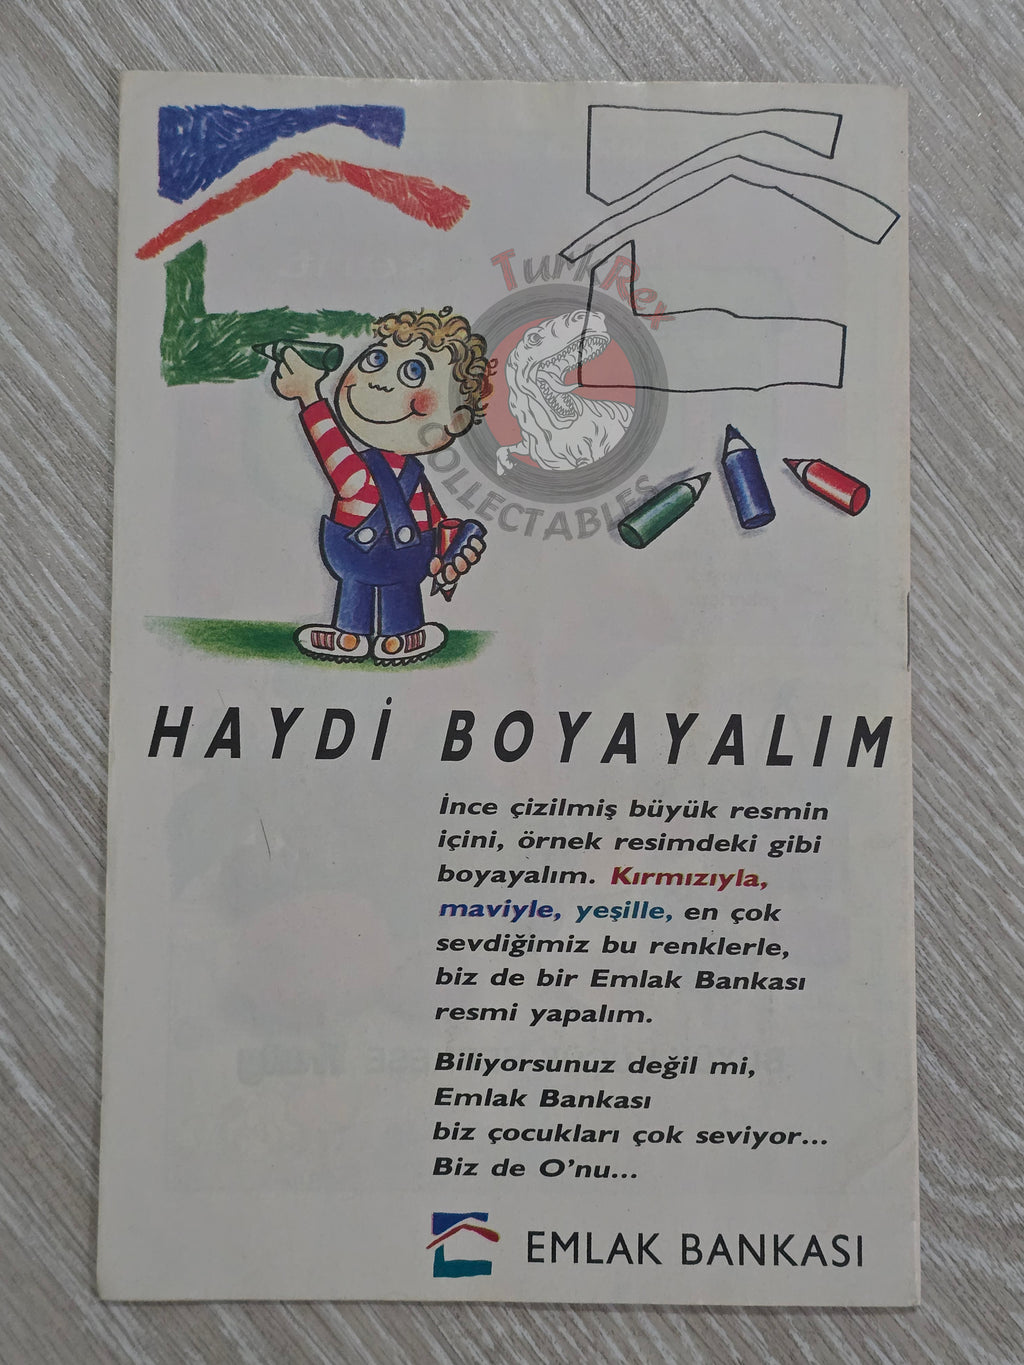 TurkRex
COLLECTABLES
HAYDİ BOYAYALIM
İnce çizilmiş büyük resmin
içini, örnek resimdeki gibi
boyayalım. Kırmızıyla,
maviyle, yeşille, en çok
sevdiğimiz bu renklerle,
biz de bir Emlak Bankası
resmi yapalım.
Biliyorsunuz değil mi,
Emlak Bankası
biz çocukları çok seviyor...
Biz de O'nu...
EMLAK BANKASI